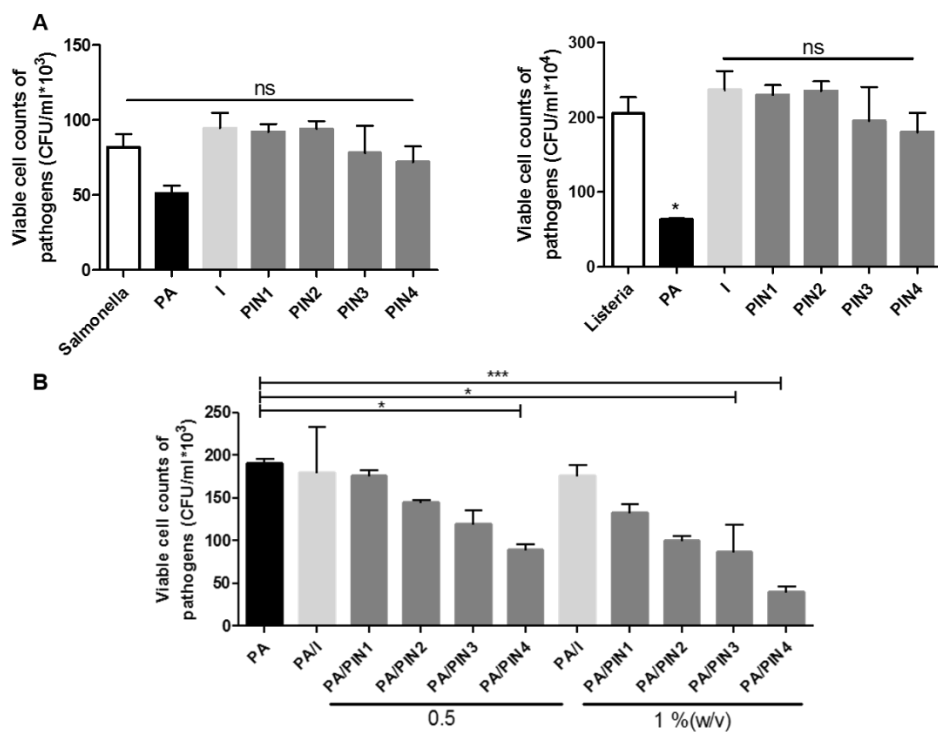 A
Viable cell counts of
pathogens (CFU/ml*10³)
150
100
50
0
ns
Salmonella
PA
I
PIN1
PIN2
PIN3
PIN4
Viable cell counts of
pathogens (CFU/ml*10⁴)
300
200
100
0
ns
*
Listeria
PA
I
PIN1
PIN2
PIN3
PIN4
B
***
*
*
Viable cell counts of
pathogens (CFU/ml*10³)
250
200
150
100
50
0
PA
PA/I
PA/PIN1
PA/PIN2
PA/PIN3
PA/PIN4
PA/I
PA/PIN1
PA/PIN2
PA/PIN3
PA/PIN4
0.5
1 %(w/v)